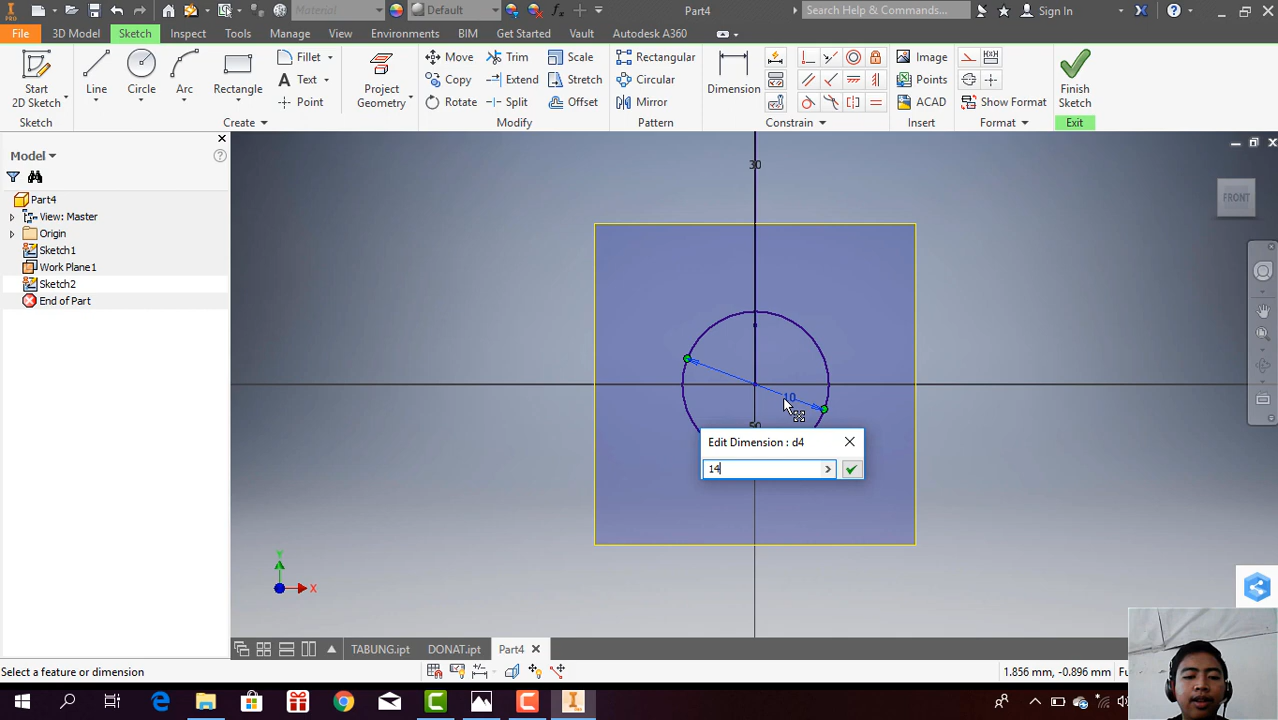 PRO Material Default Part4 Search Help & Commands... Sign In
File 3D Model Sketch Inspect Tools Manage View Environments BIM Get Started Vault Autodesk A360
Start 2D Sketch Line Circle Arc Rectangle Fillet Text Point Project Geometry Move Copy Rotate Trim Extend Split Scale Stretch Offset Rectangular Circular Mirror Dimension Image Points ACAD Show Format Finish Sketch
Sketch Create Modify Pattern Constrain Insert Format Exit
Model
Part4
View: Master
Origin
Sketch1
Work Plane1
Sketch2
End of Part
30
FRONT
10
50
Edit Dimension : d4
14
Y
X
TABUNG.ipt DONAT.ipt Part4
Select a feature or dimension 1.856 mm, -0.896 mm Fu